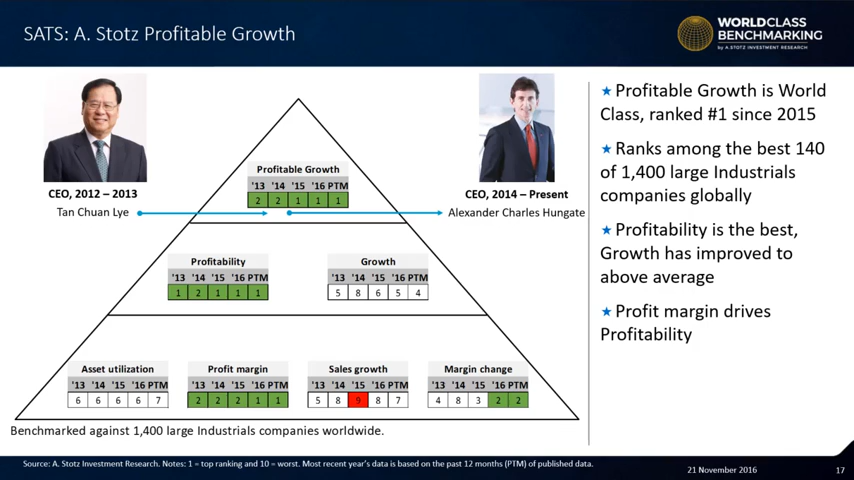 SATS: A. Stotz Profitable Growth
WORLDCLASS
BENCHMARKING
by A.STOTZ INVESTMENT RESEARCH
CEO, 2012 – 2013
Tan Chuan Lye
CEO, 2014 – Present
Alexander Charles Hungate
Profitable Growth
'13 '14 '15 '16 PTM
2 2 1 1 1
Profitability
'13 '14 '15 '16 PTM
1 2 1 1 1
Growth
'13 '14 '15 '16 PTM
5 8 6 5 4
Asset utilization
'13 '14 '15 '16 PTM
6 6 6 6 7
Profit margin
'13 '14 '15 '16 PTM
2 2 2 1 1
Sales growth
'13 '14 '15 '16 PTM
5 8 9 8 7
Margin change
'13 '14 '15 '16 PTM
4 8 3 2 2
Benchmarked against 1,400 large Industrials companies worldwide.
★ Profitable Growth is World
Class, ranked #1 since 2015
★ Ranks among the best 140
of 1,400 large Industrials
companies globally
★ Profitability is the best,
Growth has improved to
above average
★ Profit margin drives
Profitability
Source: A. Stotz Investment Research. Notes: 1 = top ranking and 10 = worst. Most recent year's data is based on the past 12 months (PTM) of published data.
21 November 2016
17